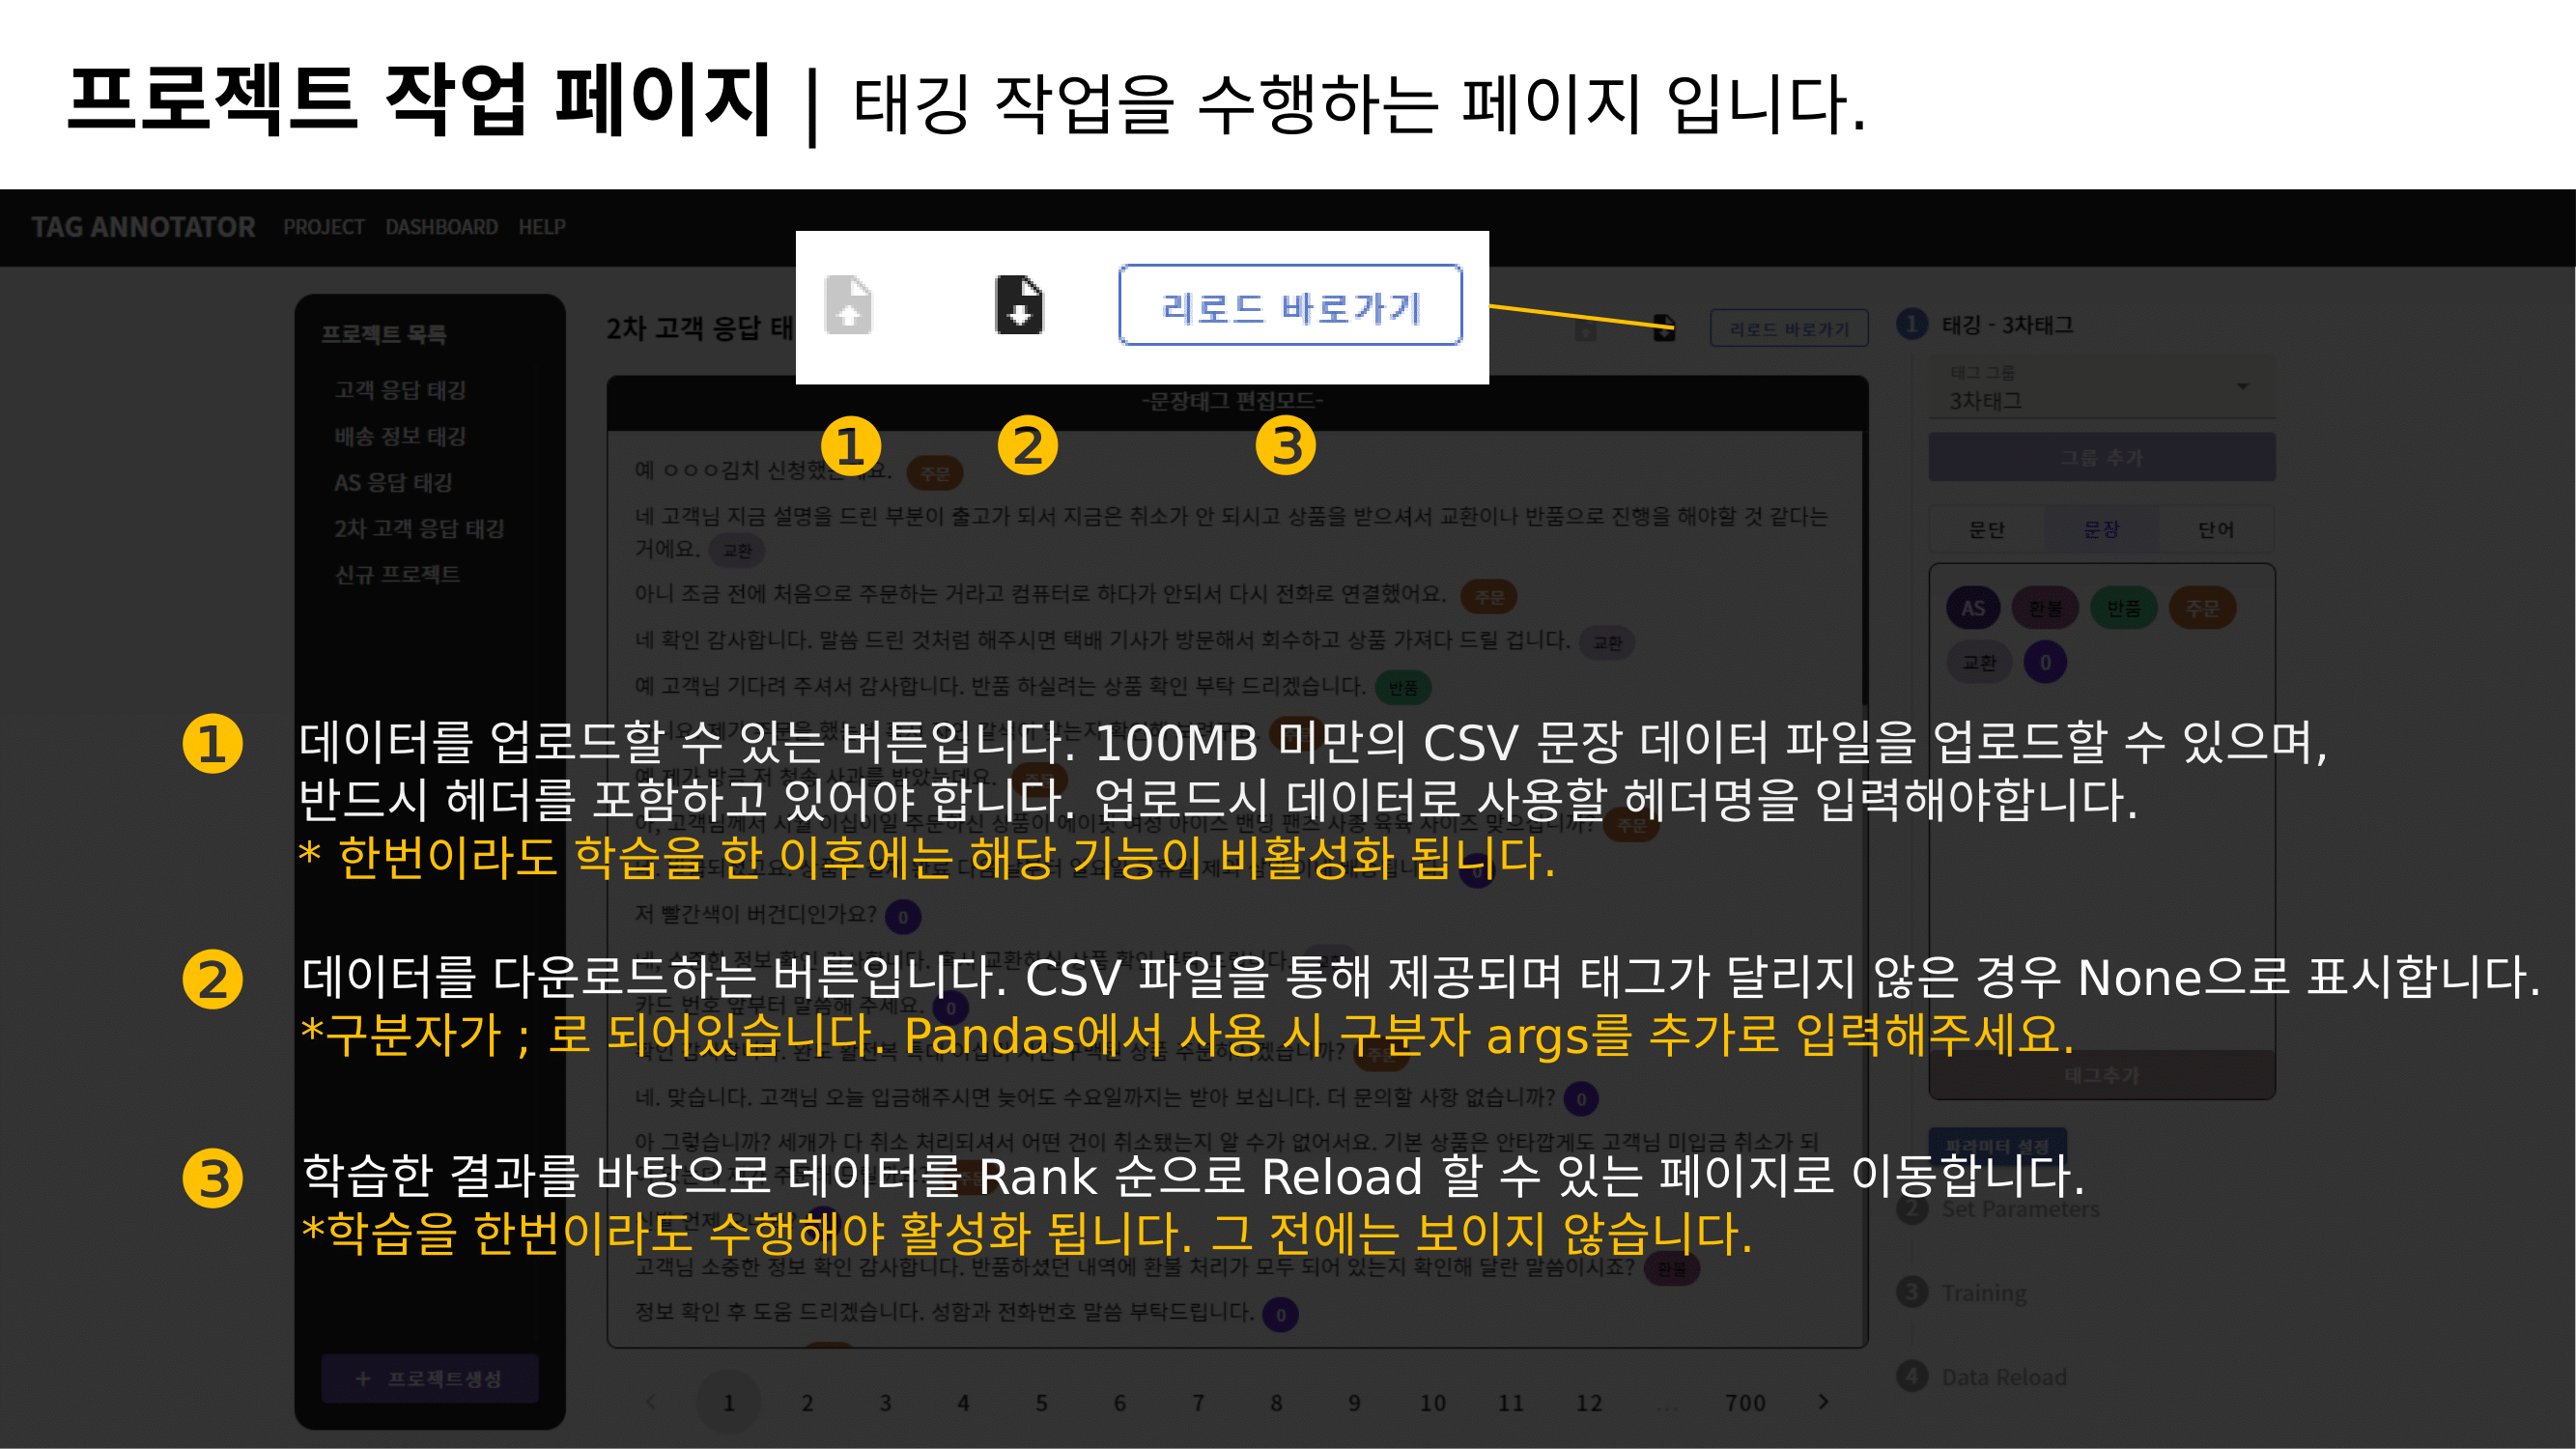 프로젝트 작업 페이지 | 태깅 작업을 수행하는 페이지 입니다.
TAG ANNOTATOR PROJECT DASHBOARD HELP
리로드 바로가기
프로젝트 목록
고객 응답 태깅
배송 정보 태깅
AS 응답 태깅
2차 고객 응답 태깅
신규 프로젝트
+ 프로젝트생성
2차 고객 응답 태
리로드 바로가기
-문장태그 편집모드-
1 2 3
예 ㅇㅇㅇ김치 신청했 요. 주문
네 고객님 지금 설명을 드린 부분이 출고가 되서 지금은 취소가 안 되시고 상품을 받으셔서 교환이나 반품으로 진행을 해야할 것 같다는
거에요. 교환
아니 조금 전에 처음으로 주문하는 거라고 컴퓨터로 하다가 안되서 다시 전화로 연결했어요. 주문
네 확인 감사합니다. 말씀 드린 것처럼 해주시면 택배 기사가 방문해서 회수하고 상품 가져다 드릴 겁니다. 교환
예 고객님 기다려 주셔서 감사합니다. 반품 하실려는 상품 확인 부탁 드리겠습니다. 반품
1 데이터를 업로드할 수 있는 버튼입니다. 100MB 미만의 CSV 문장 데이터 파일을 업로드할 수 있으며,
반드시 헤더를 포함하고 있어야 합니다. 업로드시 데이터로 사용할 헤더명을 입력해야합니다.
* 한번이라도 학습을 한 이후에는 해당 기능이 비활성화 됩니다.
저 빨간색이 버건디인가요? 0
2 데이터를 다운로드하는 버튼입니다. CSV 파일을 통해 제공되며 태그가 달리지 않은 경우 None으로 표시합니다.
카드 번호 앞부터 말씀해 주세요. 0
*구분자가 ; 로 되어있습니다. Pandas에서 사용 시 구분자 args를 추가로 입력해주세요.
네. 맞습니다. 고객님 오늘 입금해주시면 늦어도 수요일까지는 받아 보십니다. 더 문의할 사항 없습니까? 0
아 그렇습니까? 세개가 다 취소 처리되셔서 어떤 건이 취소됐는지 알 수가 없어서요. 기본 상품은 안타깝게도 고객님 미입금 취소가 되
3 학습한 결과를 바탕으로 데이터를 Rank 순으로 Reload 할 수 있는 페이지로 이동합니다.
*학습을 한번이라도 수행해야 활성화 됩니다. 그 전에는 보이지 않습니다.
고객님 소중한 정보 확인 감사합니다. 반품하셨던 내역에 환불 처리가 모두 되어 있는지 확인해 달란 말씀이시죠? 환불
정보 확인 후 도움 드리겠습니다. 성함과 전화번호 말씀 부탁드립니다. 0
1 2 3 4 5 6 7 8 9 10 11 12 ... 700
1 태깅 - 3차태그
태그 그룹
3차태그
그룹 추가
문단 문장 단어
AS 환불 반품 주문
교환 0
태그추가
파라미터 설정
2 Set Parameters
3 Training
4 Data Reload